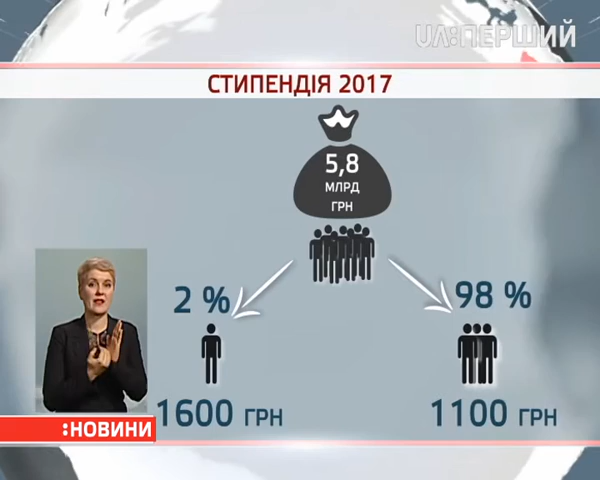 UA:ПЕРШИЙ
СТИПЕНДІЯ 2017
5,8
МЛРД
ГРН
2 %
98 %
1600 ГРН
1100 ГРН
:НОВИНИ